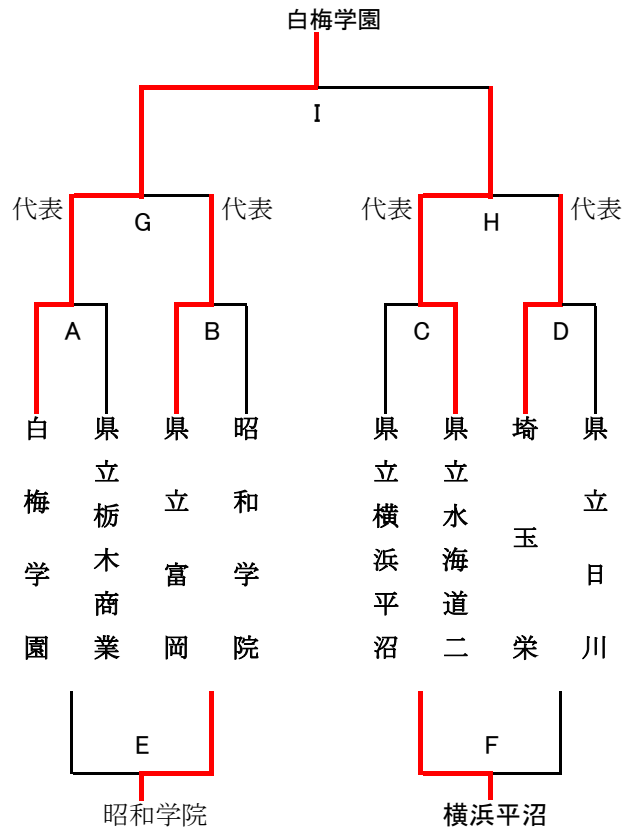 白梅学園
I
代表
G
代表
代表
H
代表
A
B
C
D
白梅学園
県立栃木商業
県立富岡
昭和学院
県立横浜平沼
県立水海道二
埼玉栄
県立日川
E
F
昭和学院
横浜平沼